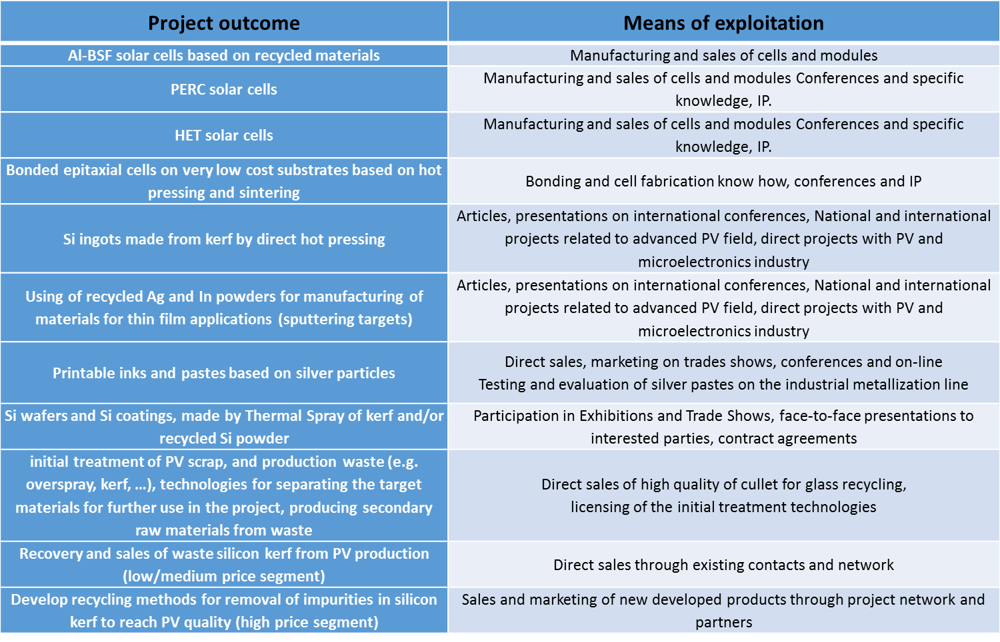 Project outcome
Means of exploitation
Al-BSF solar cells based on recycled materials
Manufacturing and sales of cells and modules
PERC solar cells
Manufacturing and sales of cells and modules Conferences and specific
knowledge, IP.
HET solar cells
Manufacturing and sales of cells and modules Conferences and specific
knowledge, IP.
Bonded epitaxial cells on very low cost substrates based on hot
pressing and sintering
Bonding and cell fabrication know how, conferences and IP
Si ingots made from kerf by direct hot pressing
Articles, presentations on international conferences, National and international
projects related to advanced PV field, direct projects with PV and
microelectronics industry
Using of recycled Ag and In powders for manufacturing of
materials for thin film applications (sputtering targets)
Articles, presentations on international conferences, National and international
projects related to advanced PV field, direct projects with PV and
microelectronics industry
Printable inks and pastes based on silver particles
Direct sales, marketing on trades shows, conferences and on-line
Testing and evaluation of silver pastes on the industrial metallization line
Si wafers and Si coatings, made by Thermal Spray of kerf and/or
recycled Si powder
Participation in Exhibitions and Trade Shows, face-to-face presentations to
interested parties, contract agreements
initial treatment of PV scrap, and production waste (e.g.
overspray, kerf, ...), technologies for separating the target
materials for further use in the project, producing secondary
raw materials from waste
Direct sales of high quality of cullet for glass recycling,
licensing of the initial treatment technologies
Recovery and sales of waste silicon kerf from PV production
(low/medium price segment)
Direct sales through existing contacts and network
Develop recycling methods for removal of impurities in silicon
kerf to reach PV quality (high price segment)
Sales and marketing of new developed products through project network and
partners